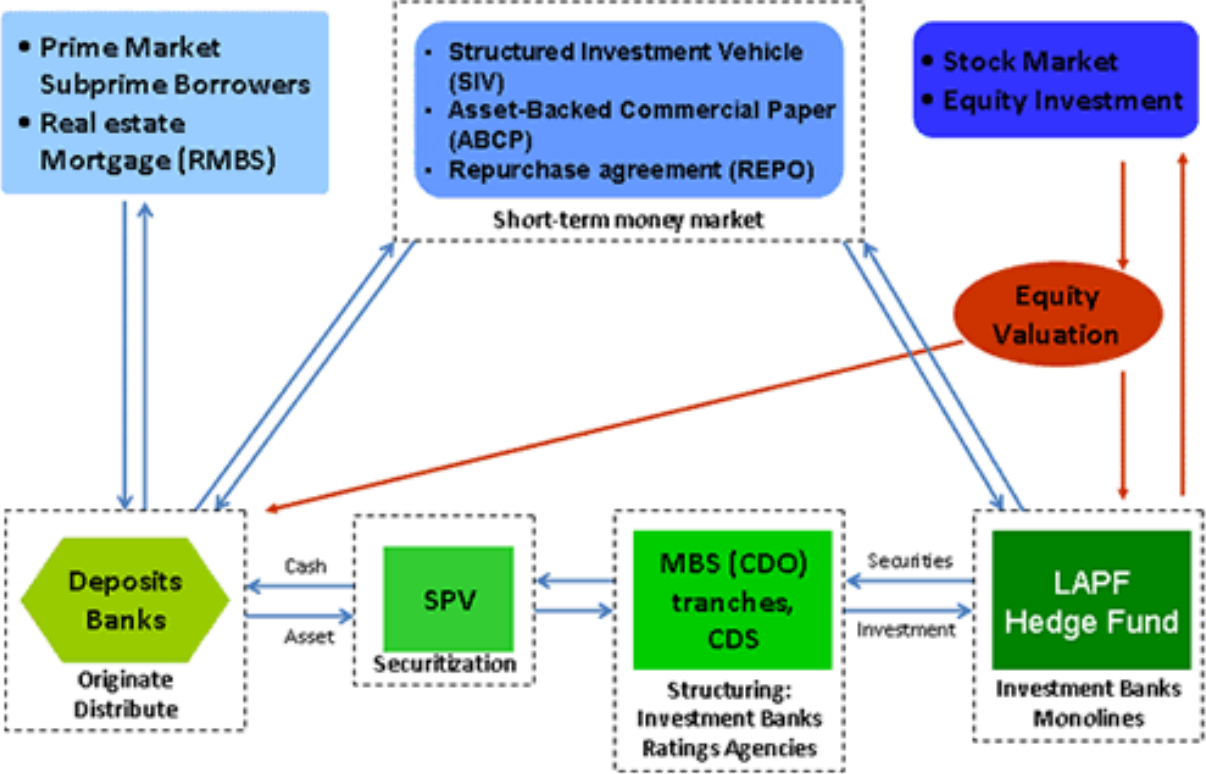 • Prime Market
Subprime Borrowers
• Real estate
Mortgage (RMBS)
• Structured Investment Vehicle
(SIV)
• Asset-Backed Commercial Paper
(ABCP)
• Repurchase agreement (REPO)
Short-term money market
• Stock Market
• Equity Investment
Equity
Valuation
Deposits
Banks
Originate
Distribute
Cash
Asset
SPV
Securitization
MBS (CDO)
tranches,
CDS
Structuring:
Investment Banks
Ratings Agencies
Securities
Investment
LAPF
Hedge Fund
Investment Banks
Monolines